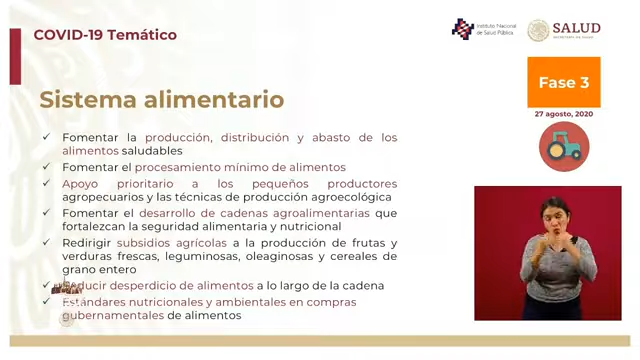 COVID-19 Temático
Instituto Nacional
de Salud Pública
SALUD
SECRETARÍA DE SALUD
Fase 3
27 agosto, 2020
Sistema alimentario
Fomentar la producción, distribución y abasto de los
alimentos saludables
Fomentar el procesamiento mínimo de alimentos
Apoyo prioritario a los pequeños productores
agropecuarios y las técnicas de producción agroecológica
Fomentar el desarrollo de cadenas agroalimentarias que
fortalezcan la seguridad alimentaria y nutricional
Redirigir subsidios agrícolas a la producción de frutas y
verduras frescas, leguminosas, oleaginosas y cereales de
grano entero
Reducir desperdicio de alimentos a lo largo de la cadena
Estándares nutricionales y ambientales en compras
gubernamentales de alimentos